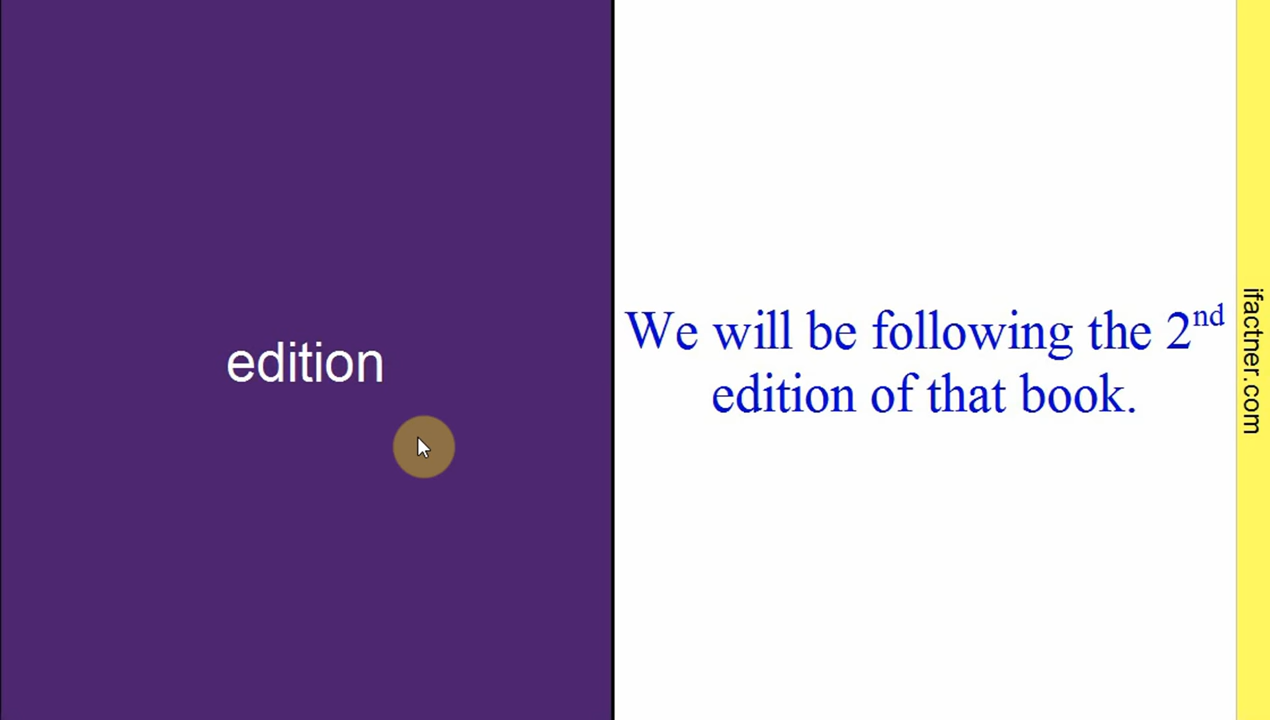 edition
We will be following the 2nd
edition of that book.
ifactner.com